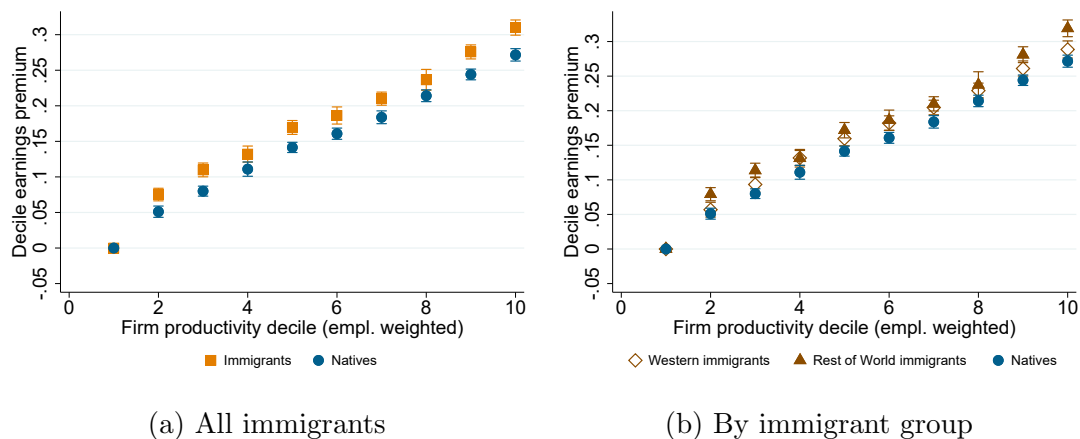 Decile earnings premium
-.05 0 .05 .1 .15 .2 .25 .3
0 2 4 6 8 10
Firm productivity decile (empl. weighted)
Immigrants Natives
(a) All immigrants
Decile earnings premium
-.05 0 .05 .1 .15 .2 .25 .3
0 2 4 6 8 10
Firm productivity decile (empl. weighted)
Western immigrants Rest of World immigrants Natives
(b) By immigrant group